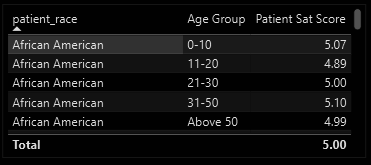 patient_race Age Group Patient Sat Score
African American 0-10 5.07
African American 11-20 4.89
African American 21-30 5.00
African American 31-50 5.10
African American Above 50 4.99
Total 5.00